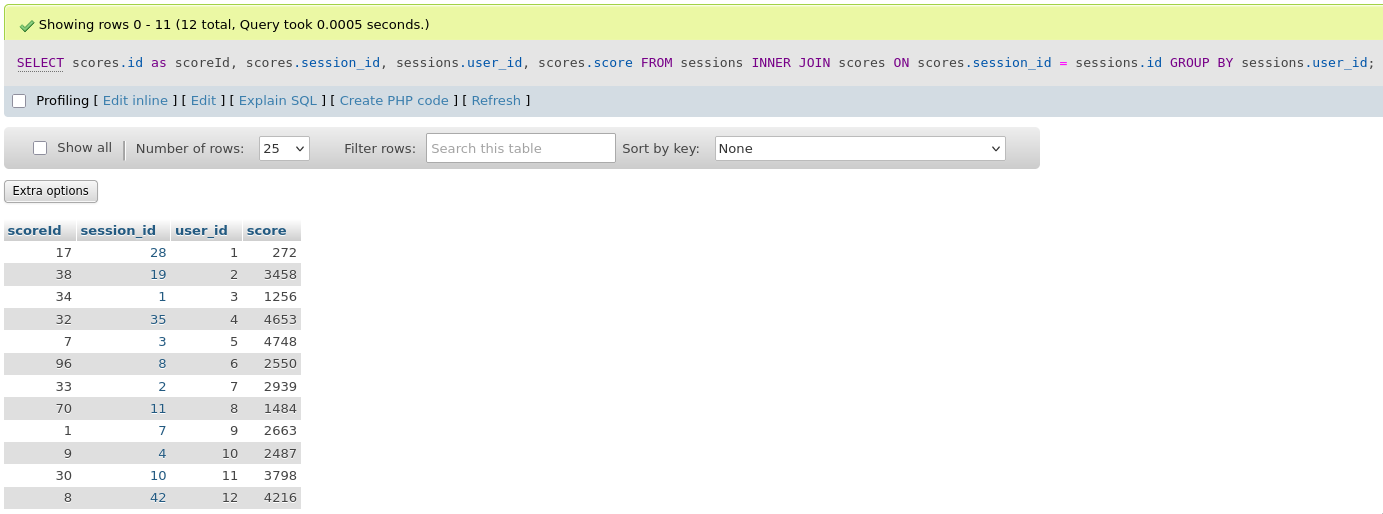 Showing rows 0 - 11 (12 total, Query took 0.0005 seconds.)
SELECT scores.id as scoreId, scores.session_id, sessions.user_id, scores.score FROM sessions INNER JOIN scores ON scores.session_id = sessions.id GROUP BY sessions.user_id;
Profiling [ Edit inline ] [ Edit ] [ Explain SQL ] [ Create PHP code ] [ Refresh ]
Show all Number of rows: 25 Filter rows: Search this table Sort by key: None
Extra options
scoreId session_id user_id score
17 28 1 272
38 19 2 3458
34 1 3 1256
32 35 4 4653
7 3 5 4748
96 8 6 2550
33 2 7 2939
70 11 8 1484
1 7 9 2663
9 4 10 2487
30 10 11 3798
8 42 12 4216